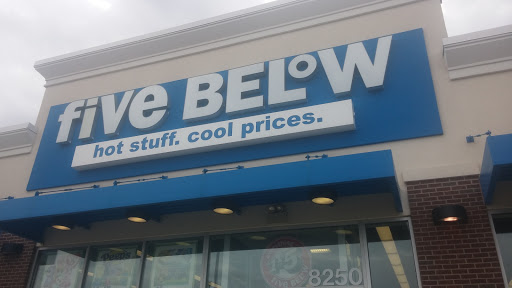 five BELoW
hot stuff. cool prices.
8250